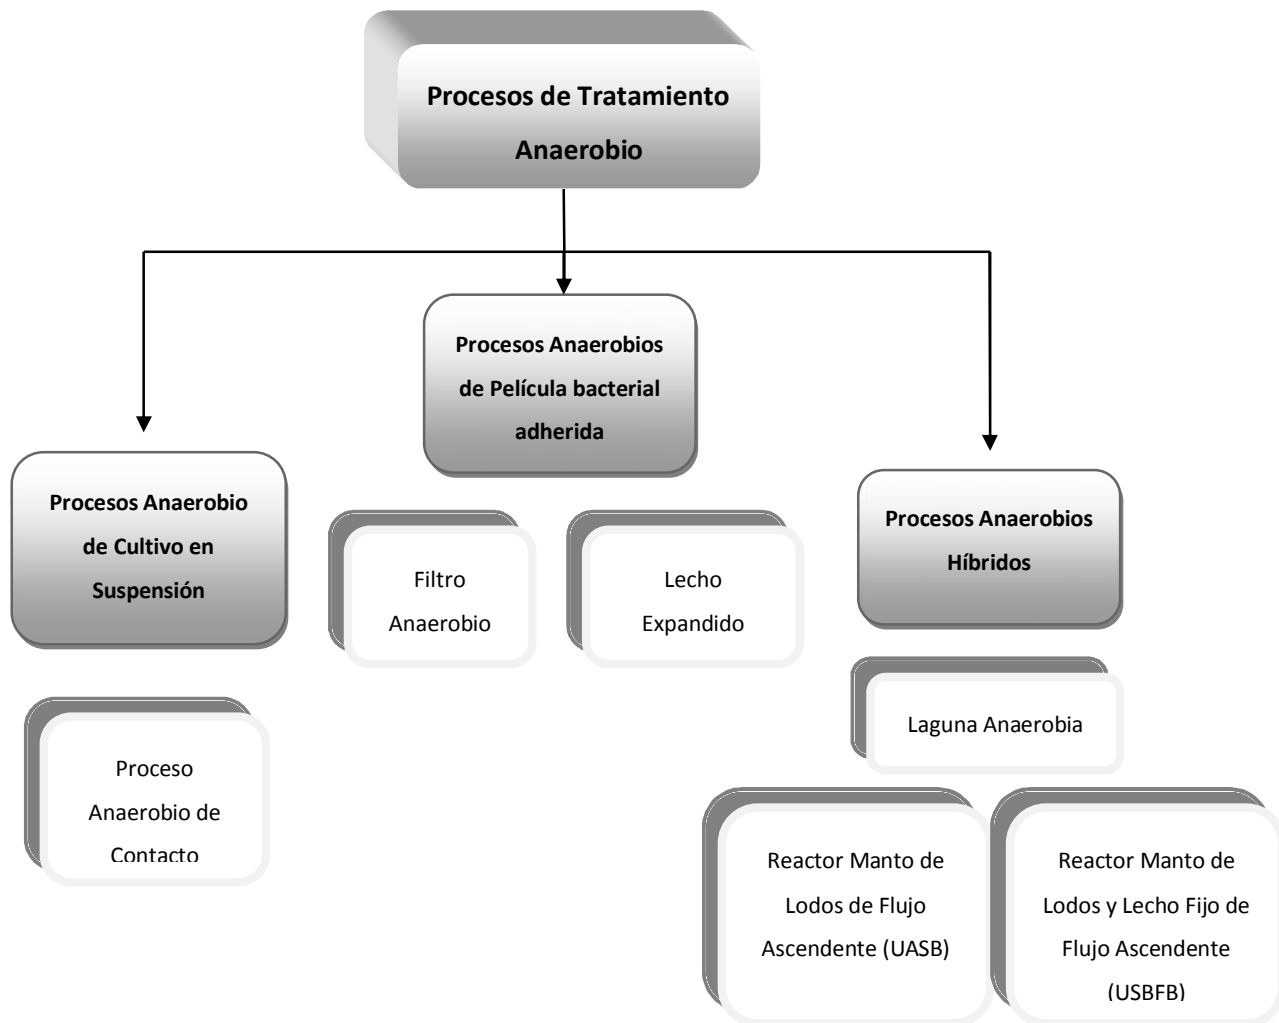 Procesos de Tratamiento
Anaerobio
Procesos Anaerobios
de Película bacterial
adherida
Procesos Anaerobio
de Cultivo en
Suspensión
Procesos Anaerobios
Híbridos
Filtro
Anaerobio
Lecho
Expandido
Laguna Anaerobia
Proceso
Anaerobio de
Contacto
Reactor Manto de
Lodos de Flujo
Ascendente (UASB)
Reactor Manto de
Lodos y Lecho Fijo de
Flujo Ascendente
(USBFB)